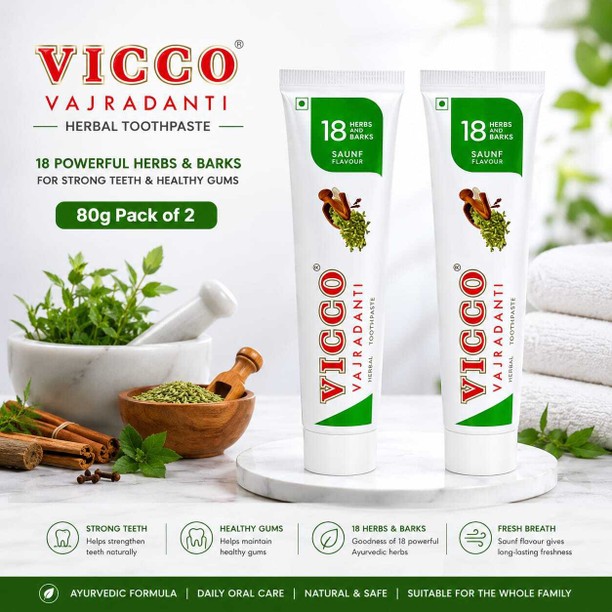 VICCO®
VAJRADANTI
HERBAL TOOTHPASTE
18 POWERFUL HERBS & BARKS
FOR STRONG TEETH & HEALTHY GUMS
80g Pack of 2
18 HERBS AND BARKS
SAUNF
FLAVOUR
VICCO®
VAJRADANTI
HERBAL TOOTHPASTE
18 HERBS AND BARKS
SAUNF
FLAVOUR
VICCO®
VAJRADANTI
HERBAL TOOTHPASTE
STRONG TEETH
Helps strengthen
teeth naturally
HEALTHY GUMS
Helps maintain
healthy gums
18 HERBS & BARKS
Goodness of 18 powerful
Ayurvedic herbs
FRESH BREATH
Saunf flavour gives
long-lasting freshness
AYURVEDIC FORMULA | DAILY ORAL CARE | NATURAL & SAFE | SUITABLE FOR THE WHOLE FAMILY